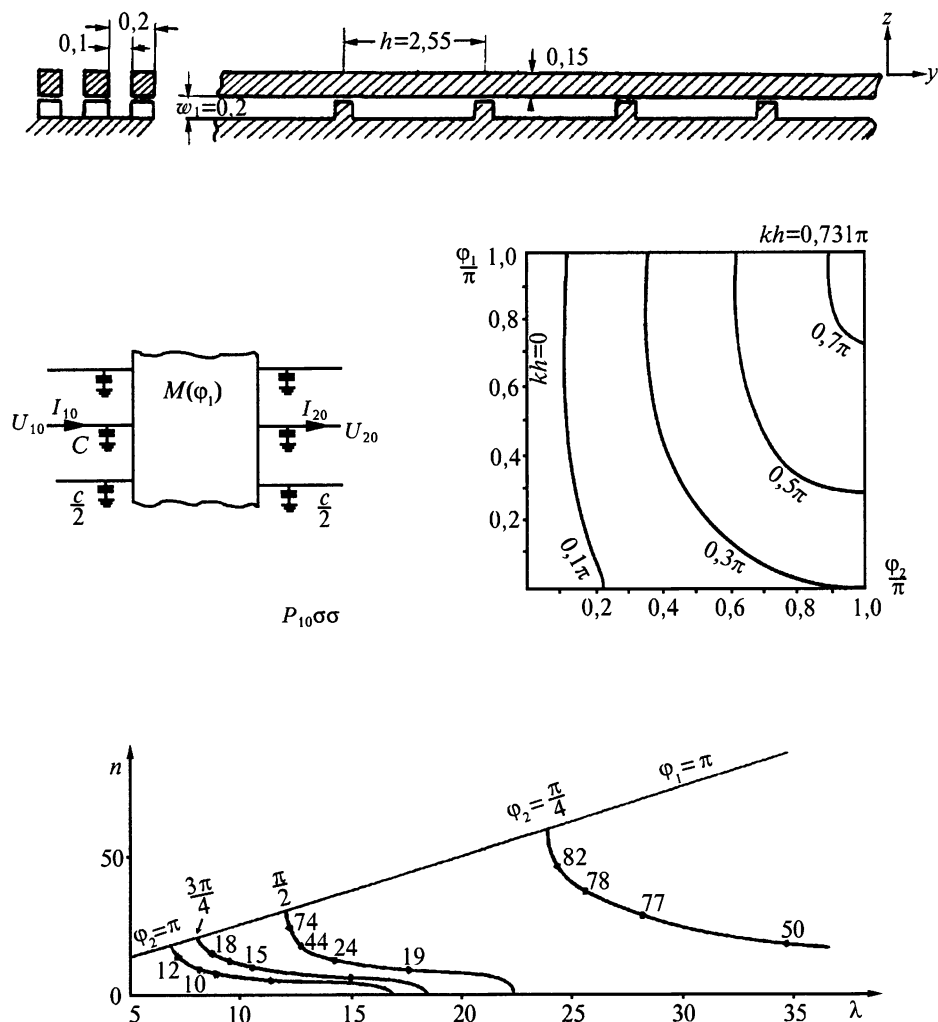 0,2
0,1
h=2,55
0,15
z
y
w₁=0,2
kh=0,731π
φ₁/π
1,0
0,8
0,6
0,4
0,2
kh=0
0,7π
0,5π
0,3π
0,1π
φ₂/π
0,2
0,4
0,6
0,8
1,0
M(φ₁)
I₁₀
I₂₀
U₁₀
U₂₀
C
c/2
c/2
P₁₀σσ
n
50
0
φ₁=π
φ₂=π/4
π/2
3π/4
φ₂=π
82
78
77
50
74
44
24
19
18
15
12
10
5
10
15
20
25
30
35
λ